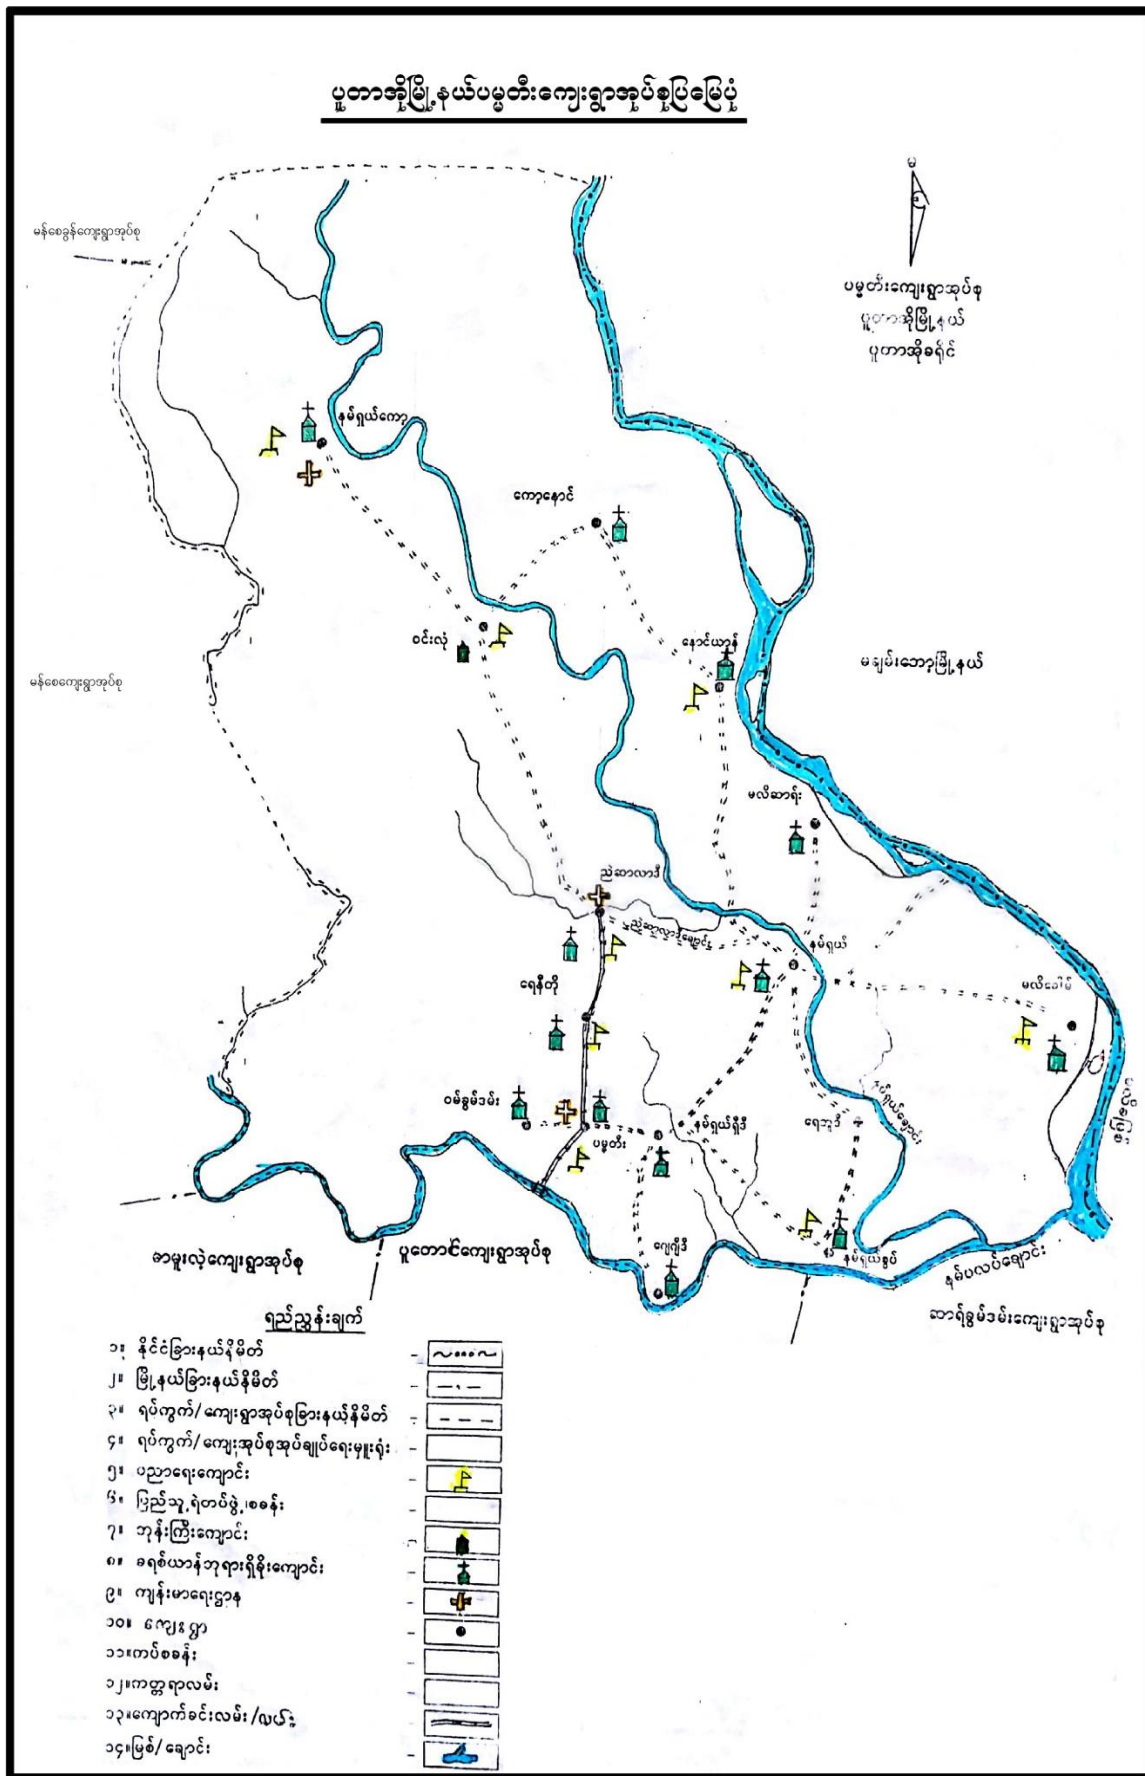 ပူတာအိုမြို့နယ်ပမ္မတီးကျေးရွာအုပ်စုပြမြေပုံ
မ
မန်စေခွန်ကျေးရွာအုပ်စု
ပမ္မတီးကျေးရွာအုပ်စု
ပူတာအိုမြို့နယ်
ပူတာအိုခရိုင်
နမ်ရှယ်ကော့
ကော့နောင်
ဝင်းလုံ
နောင်ယာန်
မချမ်းဘော့မြို့နယ်
မန်စေကျေးရွာအုပ်စု
မလိဆာရ်း
ညဲဆာလာဒီ
ညဲဆာလာဒီချောင်း
နမ်ရှယ်
ရေနီတို
မလိခေါမ်
ဝမ်ခွမ်ဒမ်း
ပမ္မတီး
နမ်ရှယ်ရှီဒီ
ရေဘူဒီ
နမ်ရှယ်ချောင်း
ဂျေဂျီဒီ
နမ်ရှယ်စွပ်
နမ်ပလပ်ချောင်း
ခာမူးလဲ့ကျေးရွာအုပ်စု
ပူတောင်ကျေးရွာအုပ်စု
ဆာရ်ခွမ်ဒမ်းကျေးရွာအုပ်စု
ရည်ညွှန်းချက်
၁။ နိုင်ငံခြားနယ်နိမိတ် -
၂။ မြို့နယ်ခြားနယ်နိမိတ် -
၃။ ရပ်ကွက်/ကျေးရွာအုပ်စုခြားနယ်နိမိတ် -
၄။ ရပ်ကွက်/ကျေးအုပ်စုအုပ်ချုပ်ရေးမှူးရုံး -
၅။ ပညာရေးကျောင်း -
၆။ ပြည်သူ့ရဲတပ်ဖွဲ့စခန်း -
၇။ ဘုန်းကြီးကျောင်း -
၈။ ခရစ်ယာန်ဘုရားရှိခိုးကျောင်း -
၉။ ကျန်းမာရေးဌာန -
၁၀။ ကျေးရွာ -
၁၁။ကပ်စခန်း -
၁၂။ကတ္တရာလမ်း -
၁၃။ကျောက်ခင်းလမ်း/လမ်း -
၁၄။မြစ်/ချောင်း -